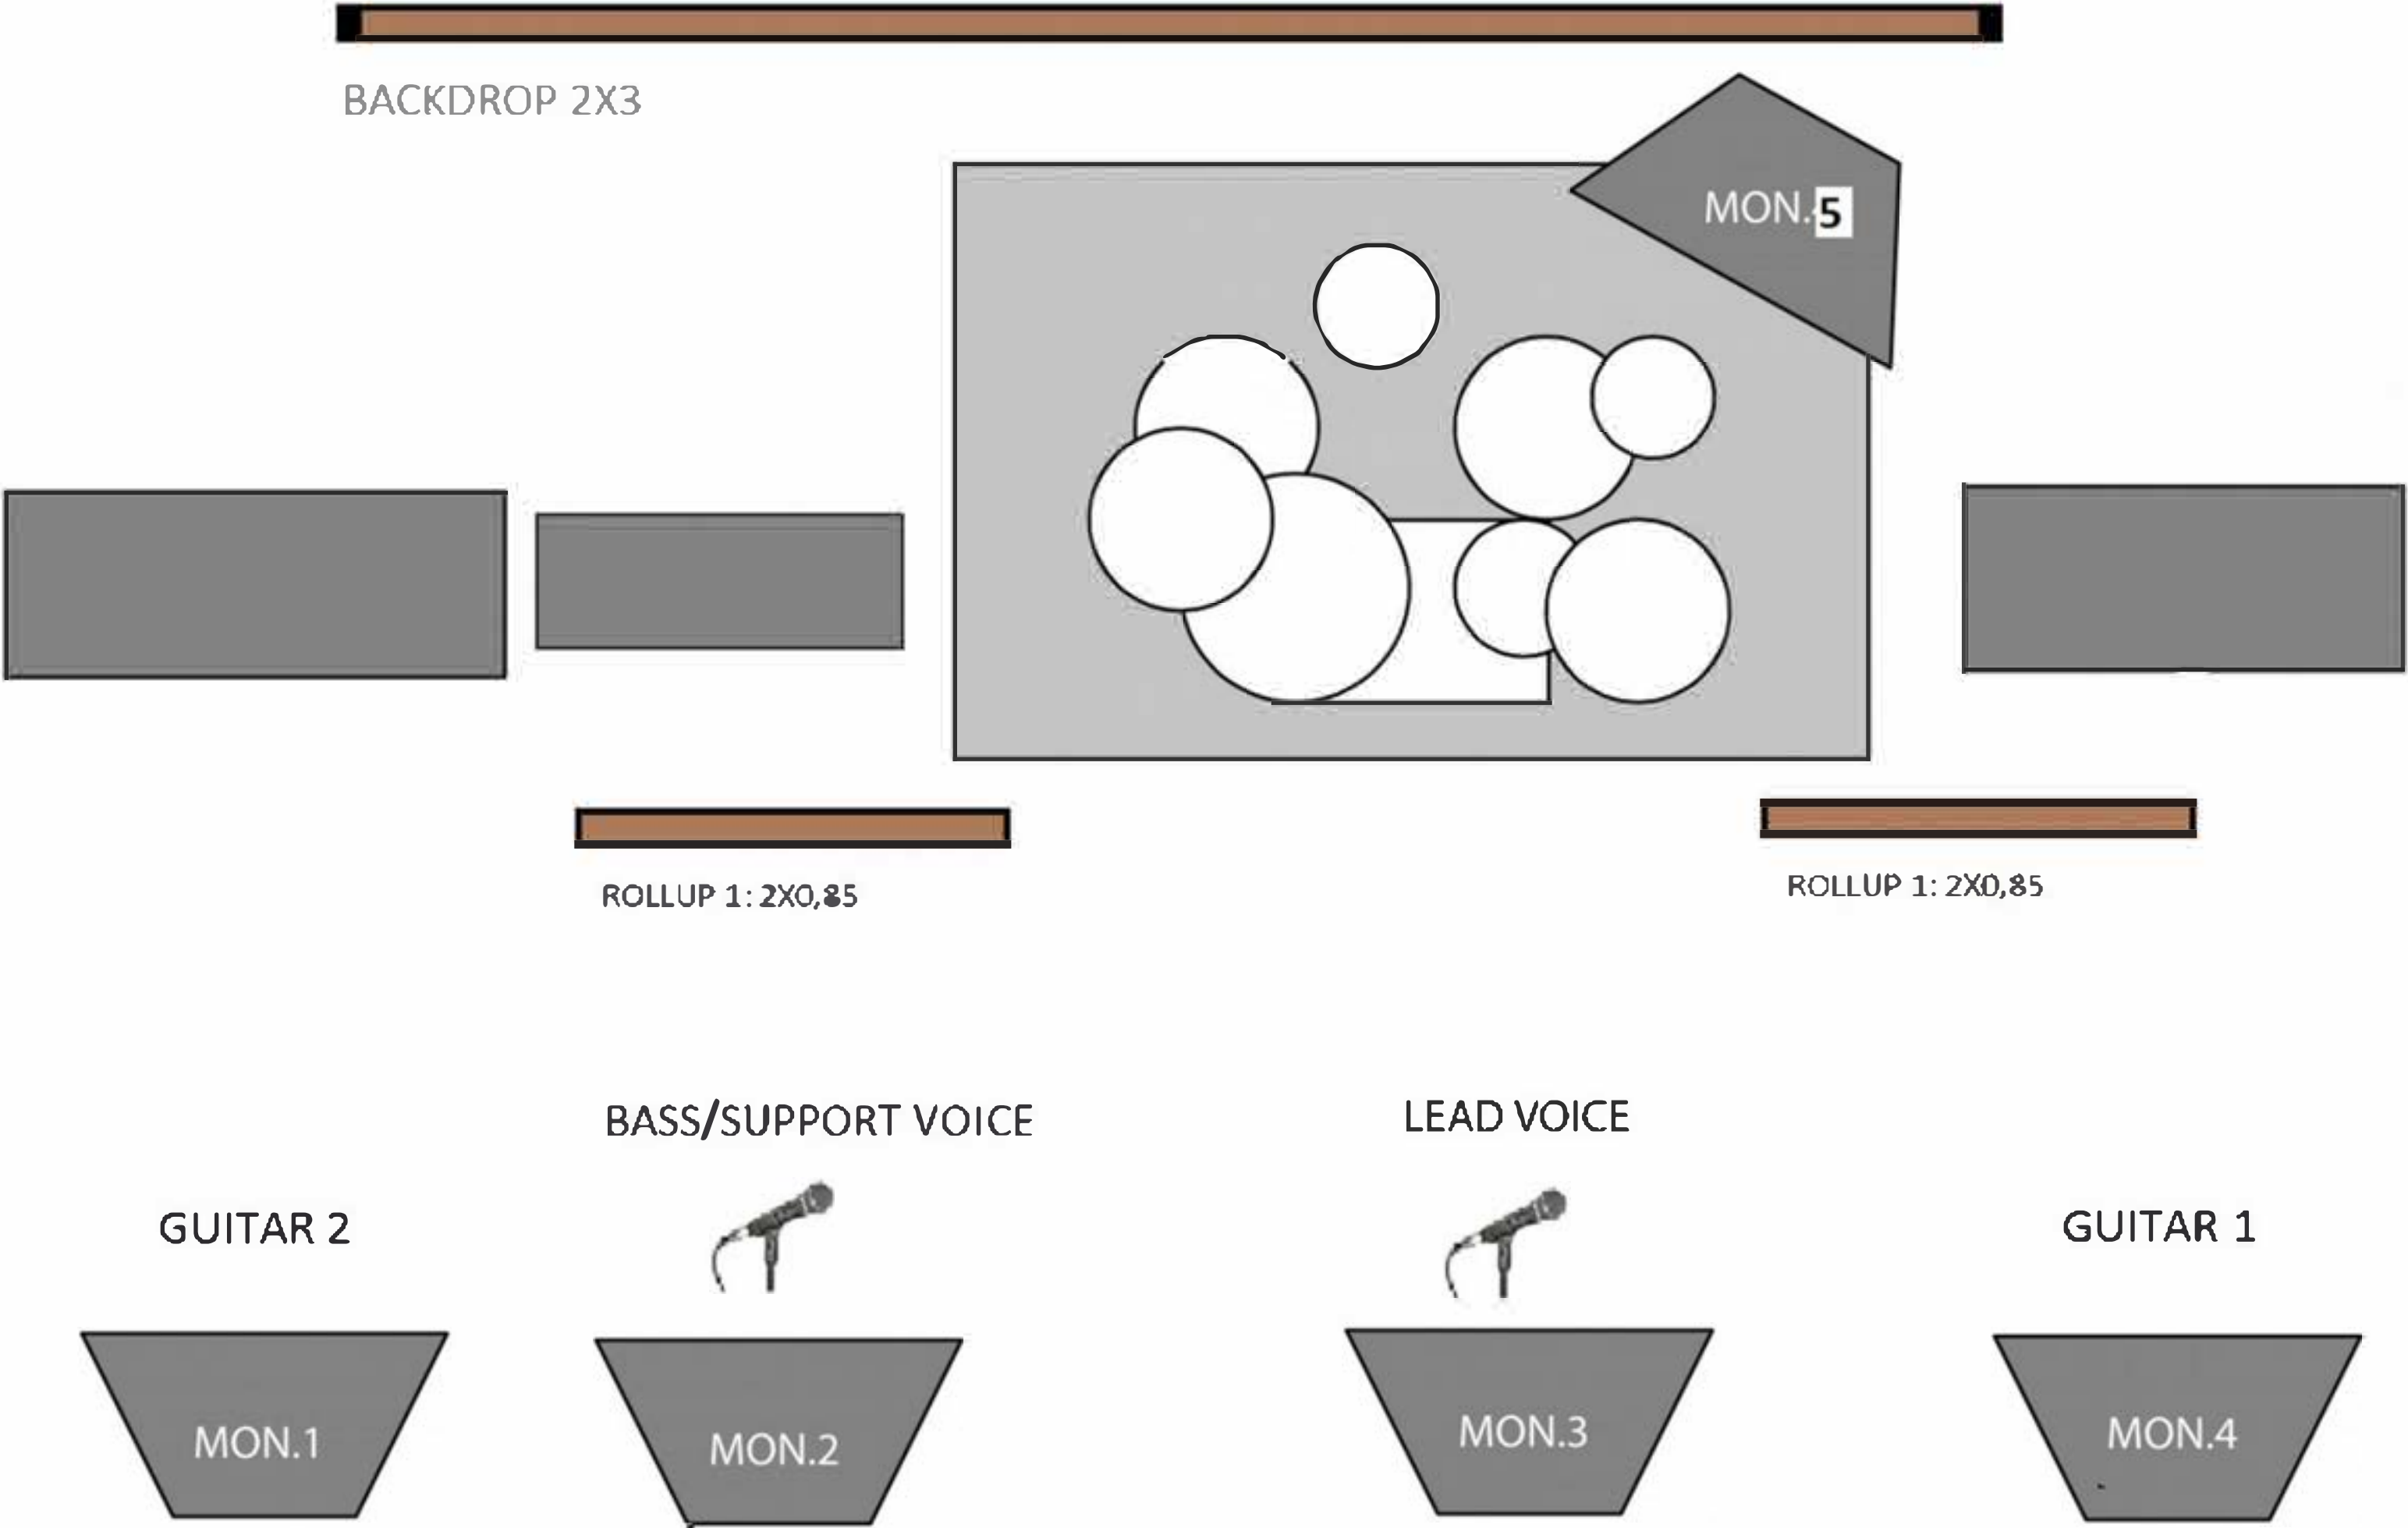 BACKDROP 2X3
MON.5
ROLLUP 1: 2X0,85
ROLLUP 1: 2X0,85
BASS/SUPPORT VOICE
LEAD VOICE
GUITAR 2
GUITAR 1
MON.1
MON.2
MON.3
MON.4